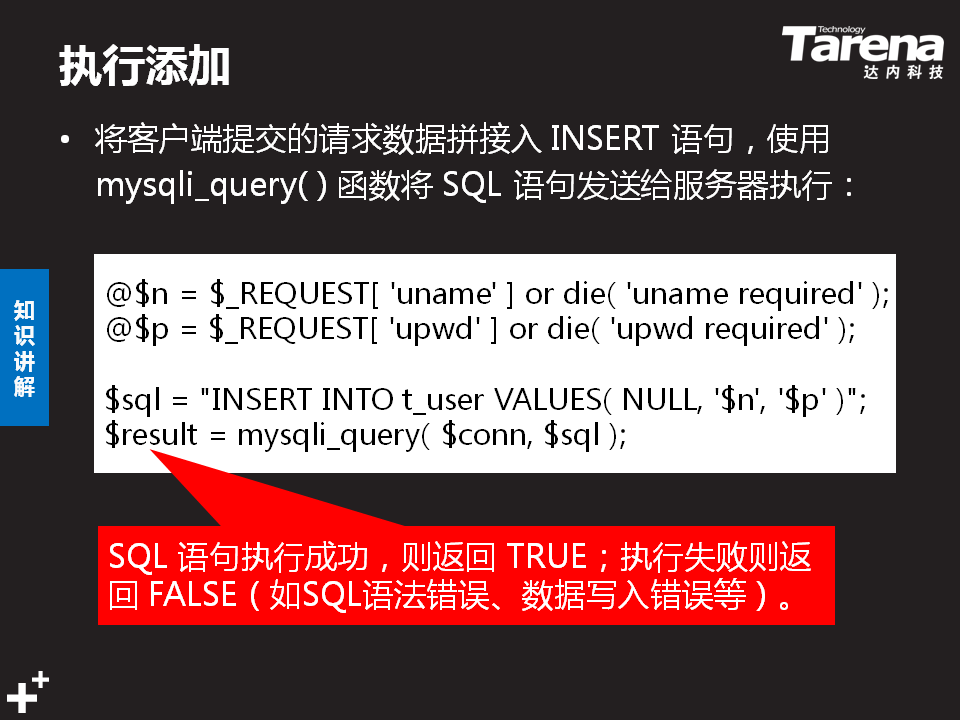 执行添加
Technology
Tarena
达内科技
• 将客户端提交的请求数据拼接入 INSERT 语句，使用
mysqli_query( ) 函数将 SQL 语句发送给服务器执行：
知识讲解
@$n = $_REQUEST[ 'uname' ] or die( 'uname required' );
@$p = $_REQUEST[ 'upwd' ] or die( 'upwd required' );
$sql = "INSERT INTO t_user VALUES( NULL, '$n', '$p' )";
$result = mysqli_query( $conn, $sql );
SQL 语句执行成功，则返回 TRUE；执行失败则返
回 FALSE（如SQL语法错误、数据写入错误等）。